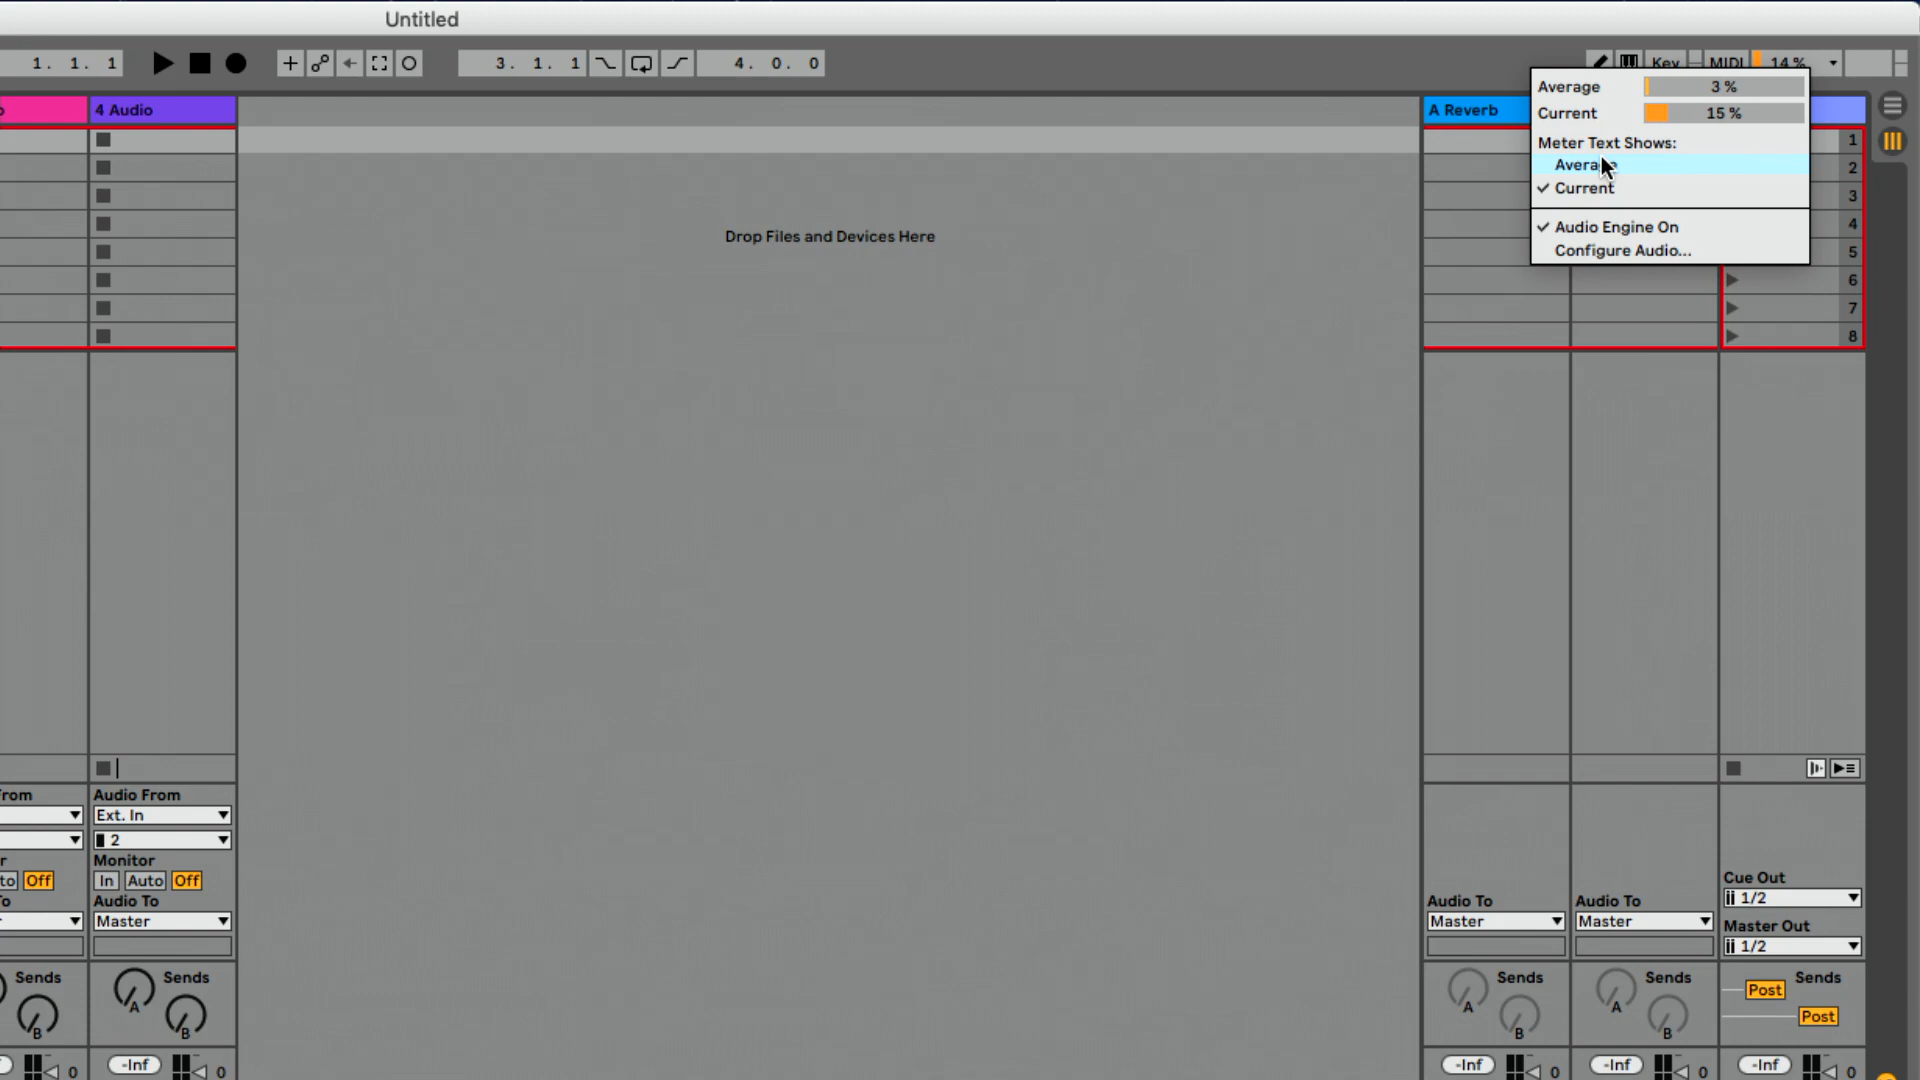 Untitled
1. 1. 1
3. 1. 1
4. 0. 0
Key
MIDI
14 %
Average
3 %
Current
15 %
Meter Text Shows:
Average
Current
Audio Engine On
Configure Audio...
4 Audio
A Reverb
1
2
3
4
5
6
7
8
Drop Files and Devices Here
Audio From
Ext. In
2
Monitor
Off
In
Auto
Off
Audio To
Master
Sends
B
Sends
A
B
0
-Inf
0
Audio To
Master
Sends
A
B
-Inf
0
Audio To
Master
Sends
A
B
-Inf
0
Cue Out
1/2
Master Out
1/2
Sends
Post
Post
-Inf
0